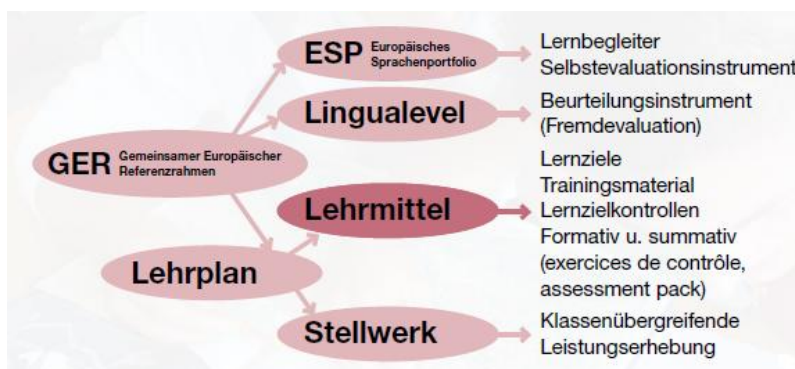 ESP Europäisches
Sprachenportfolio
Lernbegleiter
Selbstevaluationsinstrument
Lingualevel
Beurteilungsinstrument
(Fremdevaluation)
GER Gemeinsamer Europäischer
Referenzrahmen
Lehrmittel
Lernziele
Trainingsmaterial
Lernzielkontrollen
Formativ u. summativ
(exercices de contrôle,
assessment pack)
Lehrplan
Stellwerk
Klassenübergreifende
Leistungserhebung